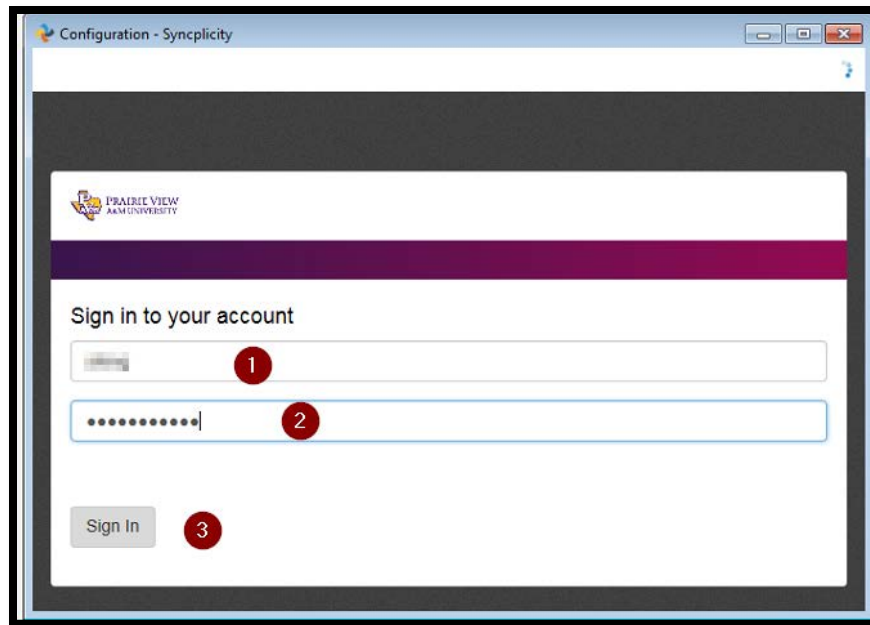 Configuration - Syncplicity
PRAIRIE VIEW
A&M UNIVERSITY
Sign in to your account
1
•••••••••••
2
Sign In
3